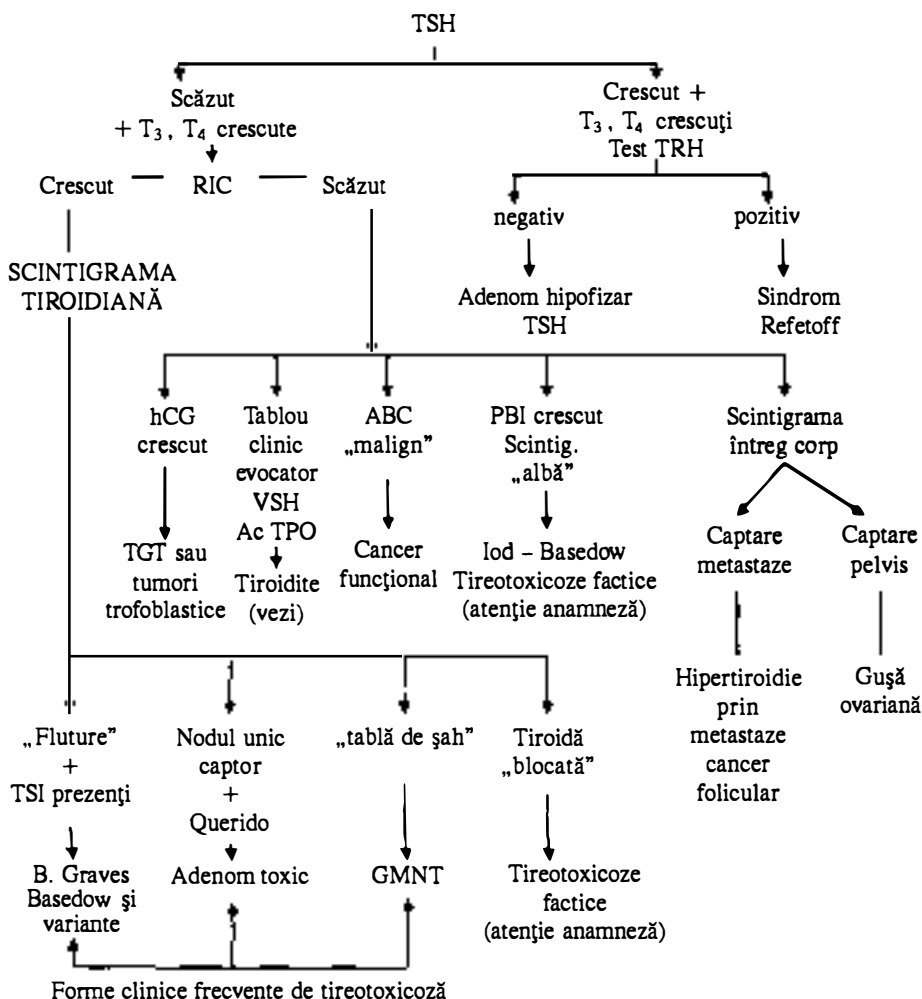 TSH
Scăzut
+ T₃, T₄ crescute
Crescut +
T₃, T₄ crescuţi
Test TRH
Crescut
RIC
Scăzut
negativ
pozitiv
SCINTIGRAMA
TIROIDIANĂ
Adenom hipofizar
TSH
Sindrom
Refetoff
hCG
crescut
Tablou
clinic
evocator
VSH
Ac TPO
ABC
„malign”
PBI crescut
Scintig.
„albă”
Scintigrama
întreg corp
TGT sau
tumori
trofoblastice
Tiroidite
(vezi)
Cancer
funcţional
Iod – Basedow
Tireotoxicoze factice
(atenţie anamneză)
Captare
metastaze
Captare
pelvis
Hipertiroidie
prin
metastaze
cancer
folicular
Guşă
ovariană
„Fluture”
+
TSI prezenţi
Nodul unic
captor
+
Querido
„tablă de şah”
Tiroidă
„blocată”
B. Graves
Basedow şi
variante
Adenom toxic
GMNT
Tireotoxicoze
factice
(atenţie anamneză)
Forme clinice frecvente de tireotoxicoză